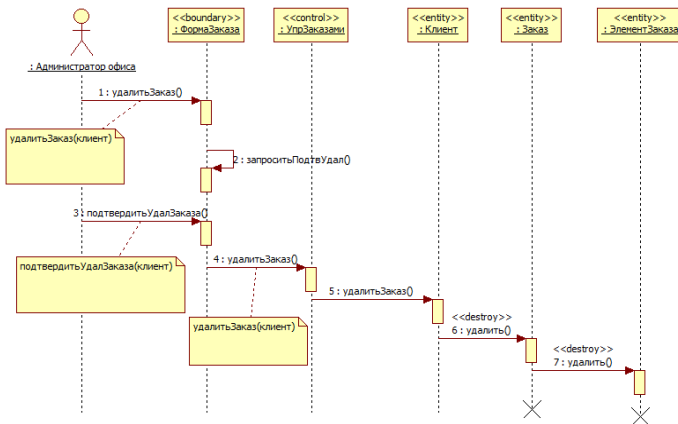 <<boundary>>
: ФормаЗаказа
<<control>>
: УпрЗаказами
<<entity>>
: Клиент
<<entity>>
: Заказ
<<entity>>
: ЭлементЗаказа
: Администратор офиса
1 : удалитьЗаказ()
удалитьЗаказ(клиент)
2 : запроситьПодтвУдал()
3 : подтвердитьУдалЗаказа()
подтвердитьУдалЗаказа(клиент)
4 : удалитьЗаказ()
5 : удалитьЗаказ()
удалитьЗаказ(клиент)
<<destroy>>
6 : удалить()
<<destroy>>
7 : удалить()